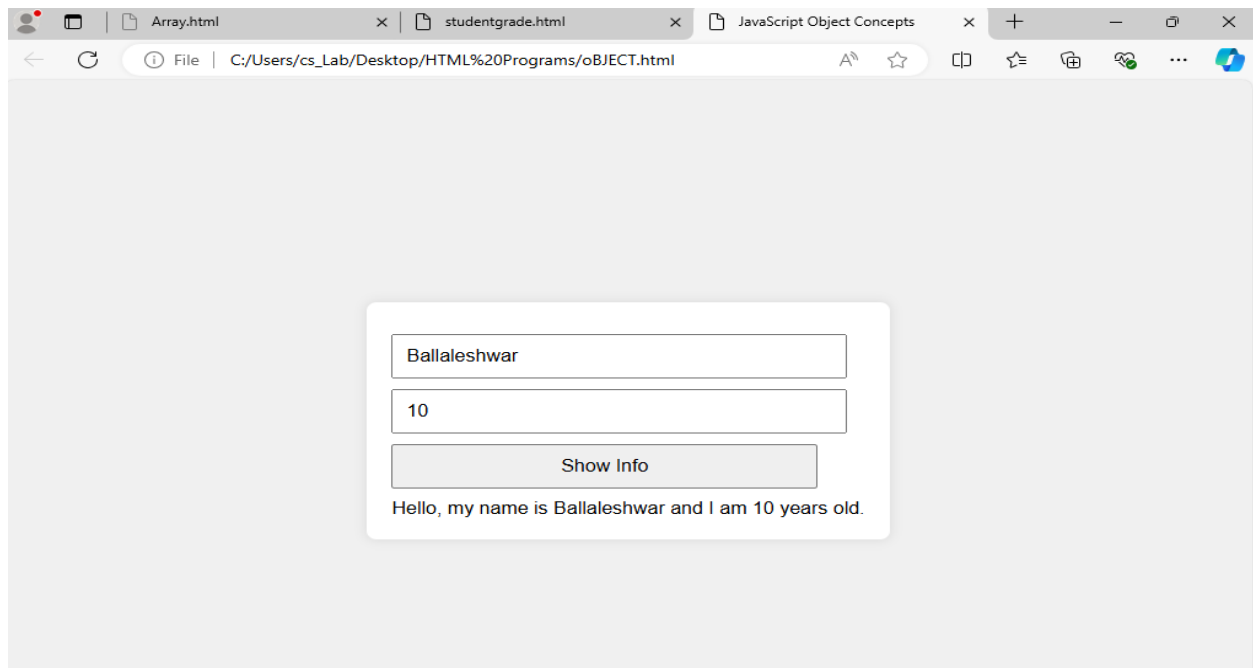 Array.html
studentgrade.html
JavaScript Object Concepts
File
C:/Users/cs_Lab/Desktop/HTML%20Programs/oBJECT.html
Ballaleshwar
10
Show Info
Hello, my name is Ballaleshwar and I am 10 years old.